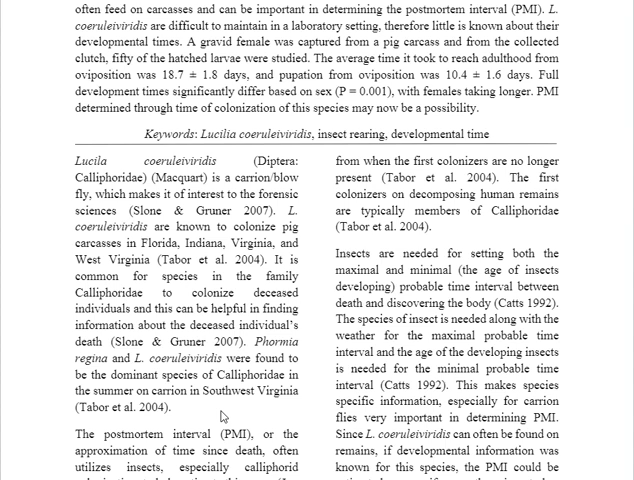 often feed on carcasses and can be important in determining the postmortem interval (PMI). L.
coeruleiviridis are difficult to maintain in a laboratory setting, therefore little is known about their
developmental times. A gravid female was captured from a pig carcass and from the collected
clutch, fifty of the hatched larvae were studied. The average time it took to reach adulthood from
oviposition was 18.7 ± 1.8 days, and pupation from oviposition was 10.4 ± 1.6 days. Full
development times significantly differ based on sex (P = 0.001), with females taking longer. PMI
determined through time of colonization of this species may now be a possibility.
Keywords: Lucilia coeruleiviridis, insect rearing, developmental time
Lucila coeruleiviridis (Diptera:
Calliphoridae) (Macquart) is a carrion/blow
fly, which makes it of interest to the forensic
sciences (Slone & Gruner 2007). L.
coeruleiviridis are known to colonize pig
carcasses in Florida, Indiana, Virginia, and
West Virginia (Tabor et al. 2004). It is
common for species in the family
Calliphoridae to colonize deceased
individuals and this can be helpful in finding
information about the deceased individual's
death (Slone & Gruner 2007). Phormia
regina and L. coeruleiviridis were found to
be the dominant species of Calliphoridae in
the summer on carrion in Southwest Virginia
(Tabor et al. 2004).
The postmortem interval (PMI), or the
approximation of time since death, often
utilizes insects, especially calliphorid
from when the first colonizers are no longer
present (Tabor et al. 2004). The first
colonizers on decomposing human remains
are typically members of Calliphoridae
(Tabor et al. 2004).
Insects are needed for setting both the
maximal and minimal (the age of insects
developing) probable time interval between
death and discovering the body (Catts 1992).
The species of insect is needed along with the
weather for the maximal probable time
interval and the age of the developing insects
is needed for the minimal probable time
interval (Catts 1992). This makes species
specific information, especially for carrion
flies very important in determining PMI.
Since L. coeruleiviridis can often be found on
remains, if developmental information was
known for this species, the PMI could be